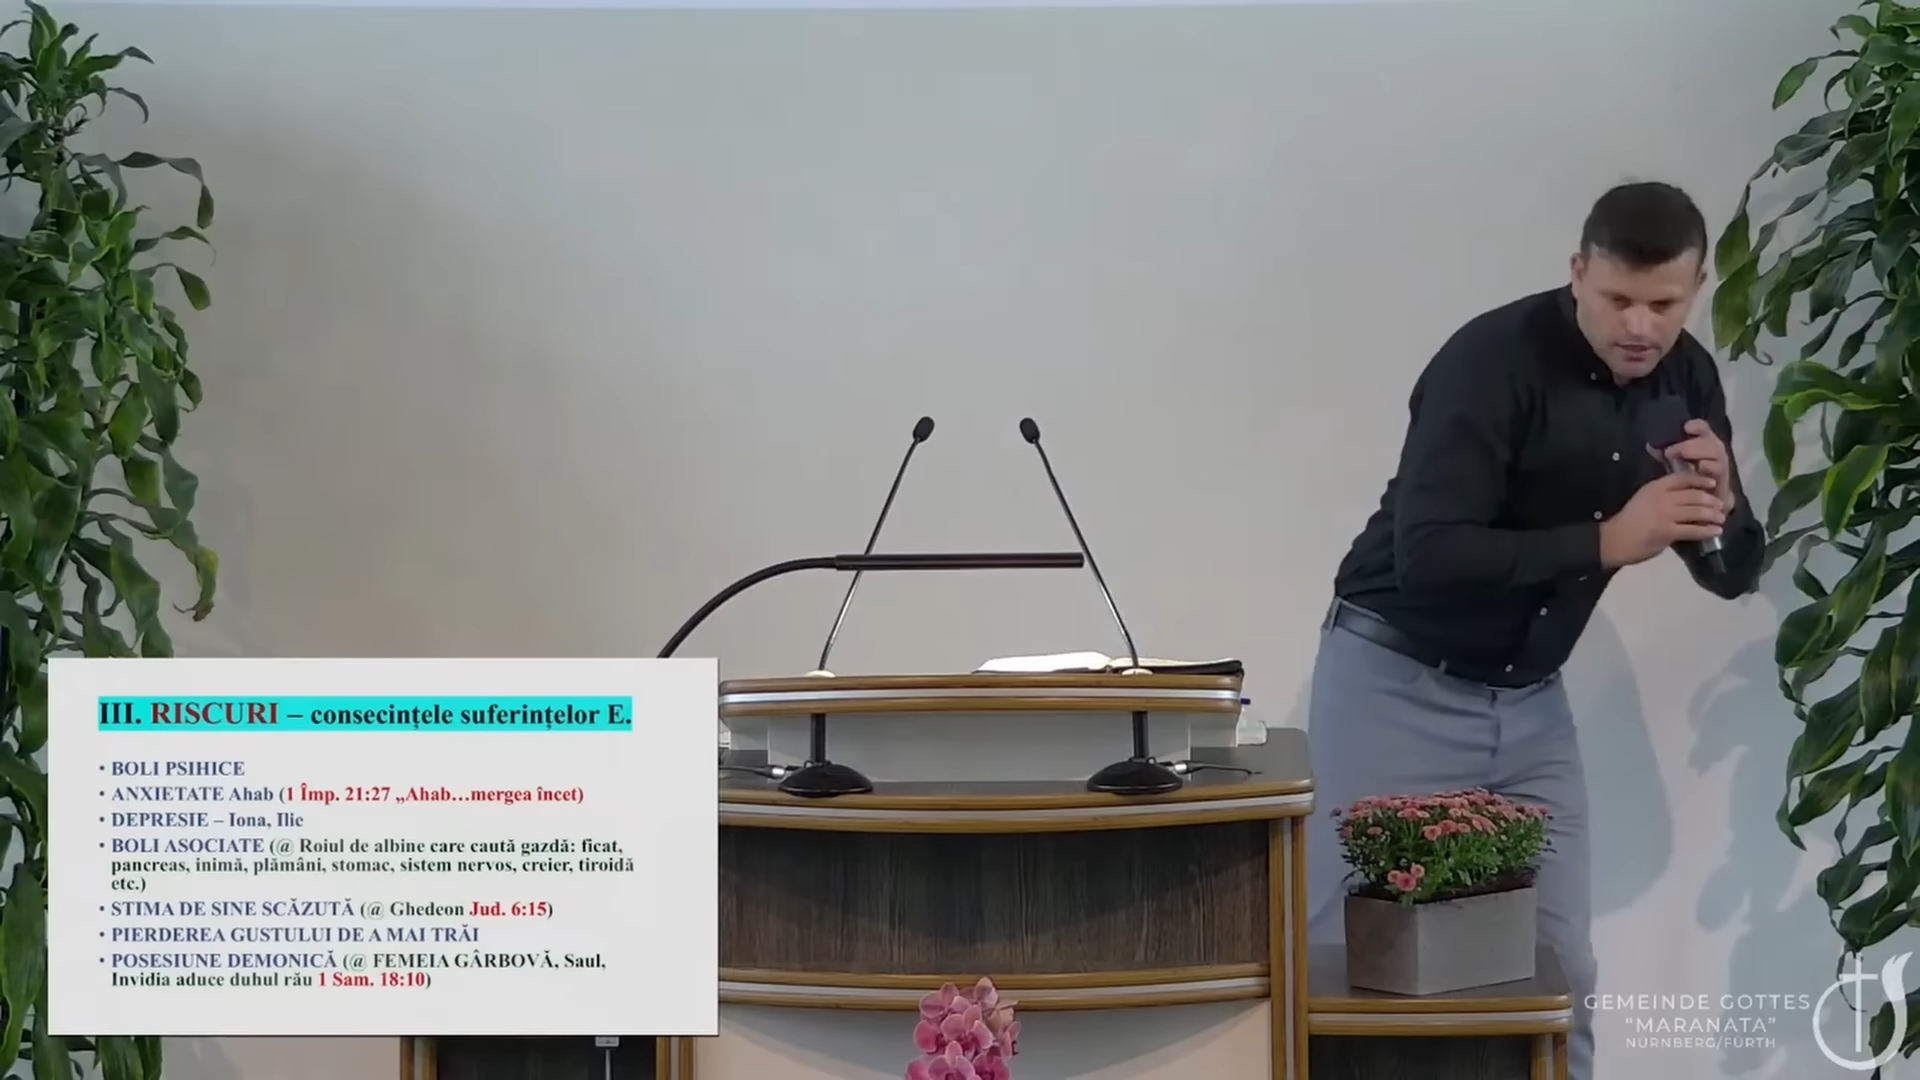 III. RISCURI – consecințele suferințelor E.
• BOLI PSIHICE
• ANXIETATE Ahab (1 Împ. 21:27 „Ahab…mergea încet)
• DEPRESIE – Iona, Ilie
• BOLI ASOCIATE (@ Roiul de albine care caută gazdă: ficat,
pancreas, inimă, plămâni, stomac, sistem nervos, creier, tiroidă
etc.)
• STIMA DE SINE SCĂZUTĂ (@ Ghedeon Jud. 6:15)
• PIERDEREA GUSTULUI DE A MAI TRĂI
• POSESIUNE DEMONICĂ (@ FEMEIA GÂRBOVĂ, Saul,
Invidia aduce duhul rău 1 Sam. 18:10)
GEMEINDE GOTTES
"MARANATA"
NÜRNBERG/FÜRTH